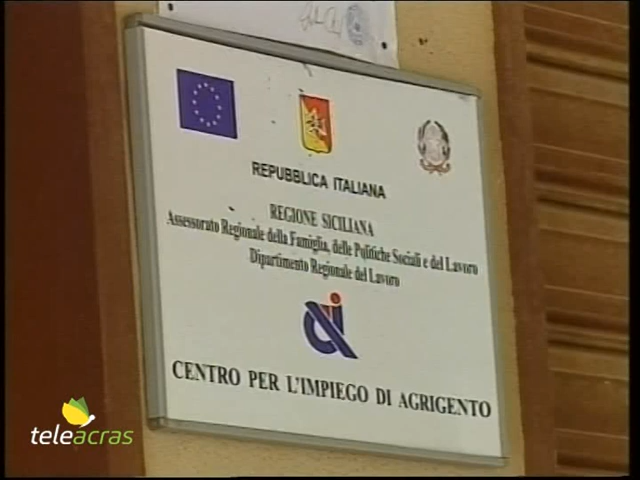 REPUBBLICA ITALIANA
REGIONE SICILIANA
Assessorato Regionale della Famiglia, delle Politiche Sociali e del Lavoro
Dipartimento Regionale del Lavoro
CENTRO PER L'IMPIEGO DI AGRIGENTO
teleacras